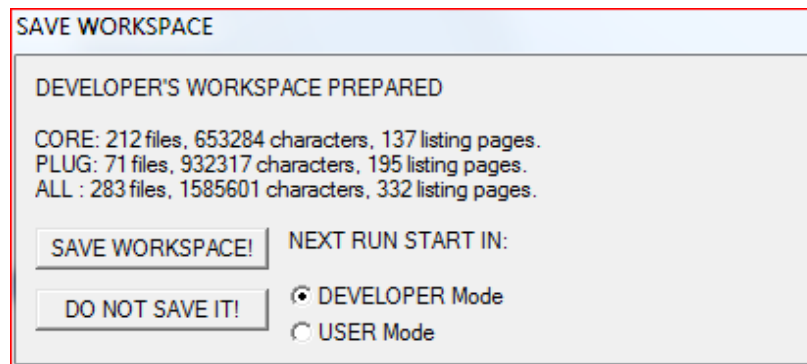 SAVE WORKSPACE
DEVELOPER'S WORKSPACE PREPARED
CORE: 212 files, 653284 characters, 137 listing pages.
PLUG: 71 files, 932317 characters, 195 listing pages.
ALL : 283 files, 1585601 characters, 332 listing pages.
SAVE WORKSPACE!
NEXT RUN START IN:
DO NOT SAVE IT!
DEVELOPER Mode
USER Mode